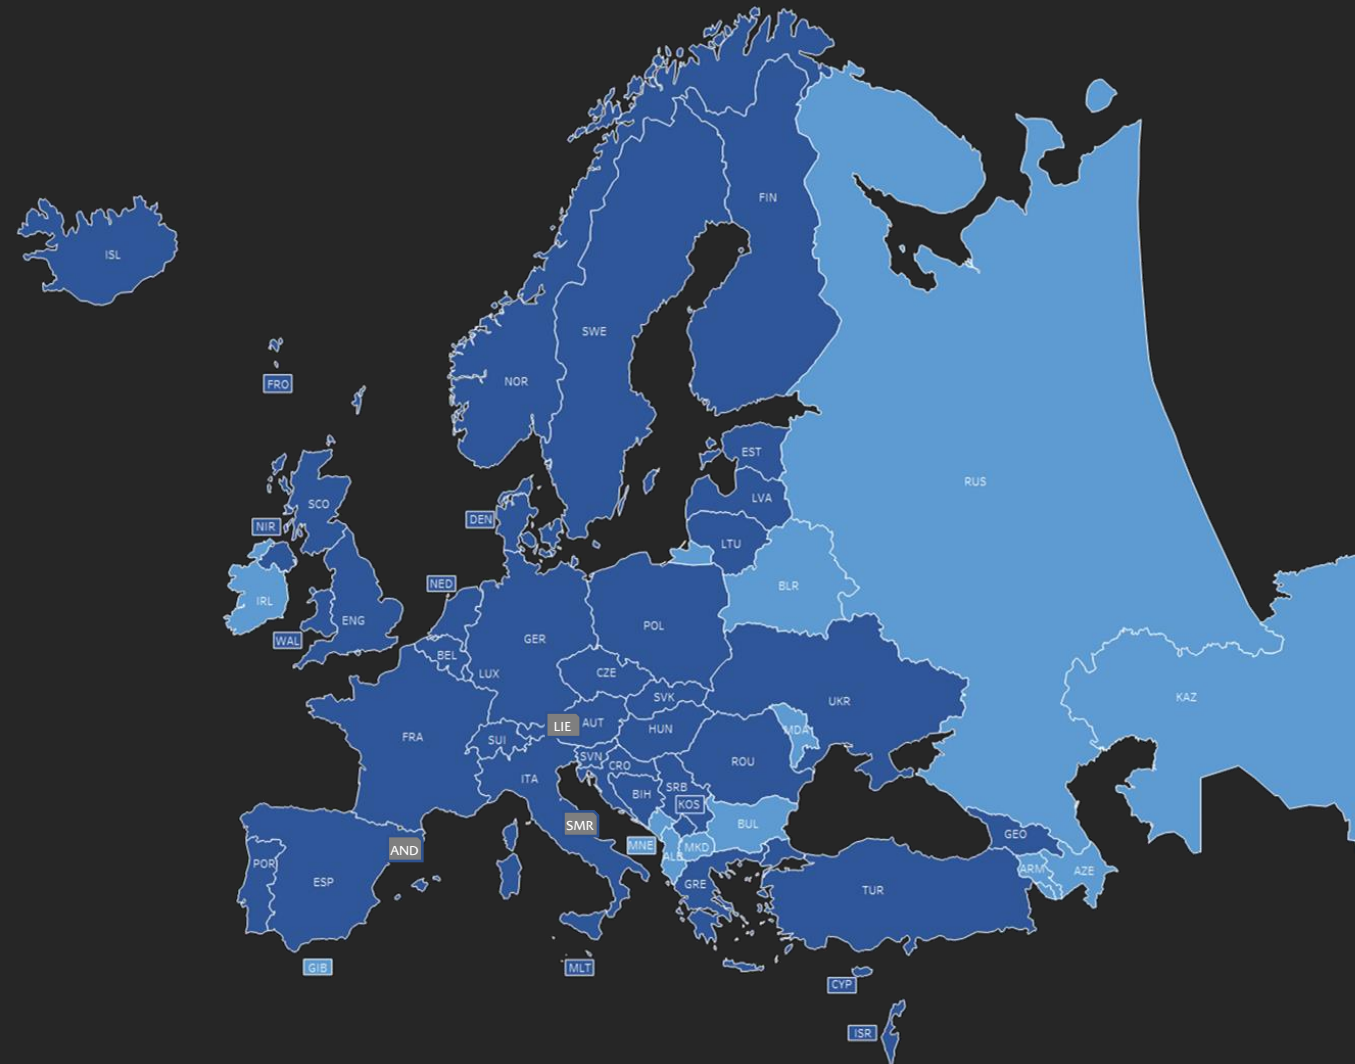 FIN
ISL
SWE
NOR
FRO
EST
RUS
LVA
SCO
DEN
NIR
LTU
NED
BLR
IRL
ENG
POL
WAL
GER
BEL
LUX
CZE
SVK
KAZ
UKR
LIE
AUT
HUN
MDA
FRA
SUI
SVN
CRO
ROU
ITA
SRB
BIH
KOS
SMR
BUL
GEO
MNE
MKD
AND
ALB
POR
ESP
GRE
TUR
ARM
AZE
GIB
MLT
CYP
ISR